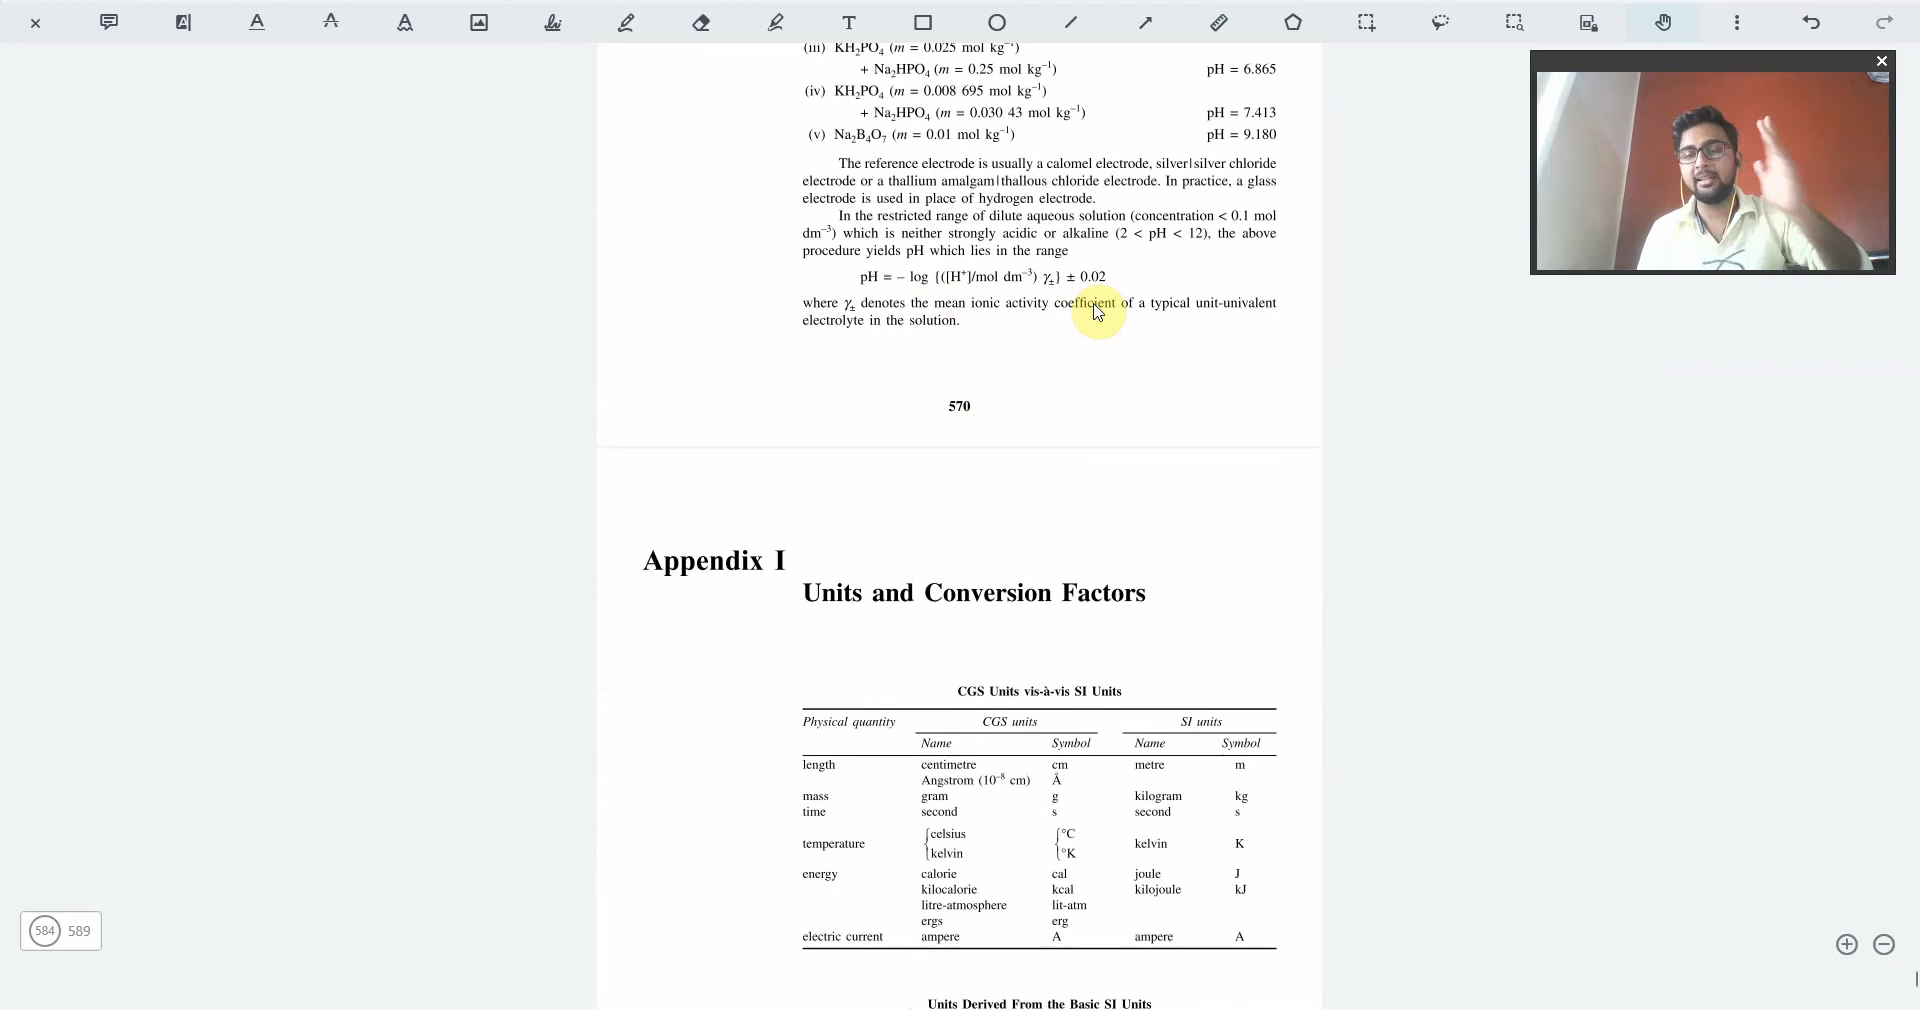 (iii) KH₂PO₄ (m = 0.025 mol kg⁻¹)
+ Na₂HPO₄ (m = 0.25 mol kg⁻¹) pH = 6.865
(iv) KH₂PO₄ (m = 0.008 695 mol kg⁻¹)
+ Na₂HPO₄ (m = 0.030 43 mol kg⁻¹) pH = 7.413
(v) Na₂B₄O₇ (m = 0.01 mol kg⁻¹) pH = 9.180
The reference electrode is usually a calomel electrode, silver|silver chloride
electrode or a thallium amalgam|thallous chloride electrode. In practice, a glass
electrode is used in place of hydrogen electrode.
In the restricted range of dilute aqueous solution (concentration < 0.1 mol
dm⁻³) which is neither strongly acidic or alkaline (2 < pH < 12), the above
procedure yields pH which lies in the range
pH = – log {([H⁺]/mol dm⁻³) γ±} ± 0.02
where γ± denotes the mean ionic activity coefficient of a typical unit-univalent
electrolyte in the solution.
570
Appendix I
Units and Conversion Factors
CGS Units vis-à-vis SI Units
Physical quantity CGS units SI units
Name Symbol Name Symbol
length centimetre cm metre m
Angstrom (10⁻⁸ cm) Å
mass gram g kilogram kg
time second s second s
temperature {celsius {°C kelvin K
kelvin °K
energy calorie cal joule J
kilocalorie kcal kilojoule kJ
litre-atmosphere lit-atm
ergs erg
electric current ampere A ampere A
Units Derived From the Basic SI Units
584 589